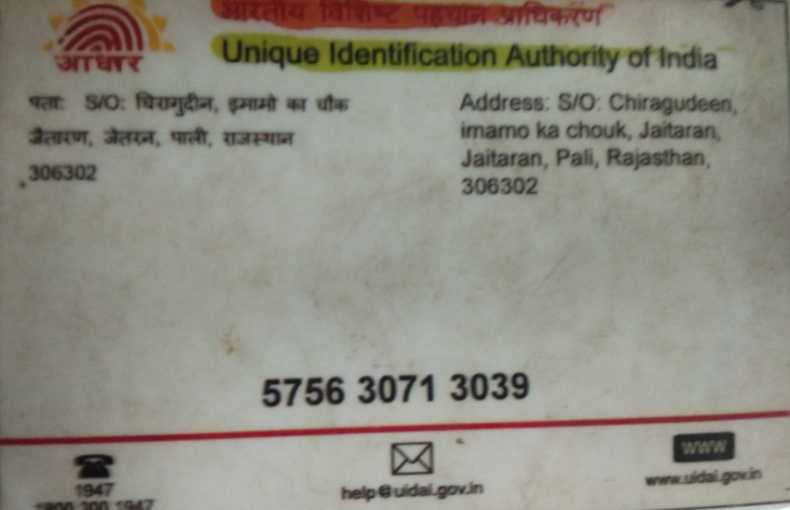 भारतीय विशिष्ट पहचान आधिकरण
Unique Identification Authority of India
आधार
पता: S/O: चिरागुदीन, इमामो का चौक
जैतारण, जेतरन, पाली, राजस्थान
306302
Address: S/O: Chiragudeen,
imamo ka chouk, Jaitaran,
Jaitaran, Pali, Rajasthan,
306302
5756 3071 3039
1947
1800 300 1947
help@uidai.gov.in
www
www.uidai.gov.in